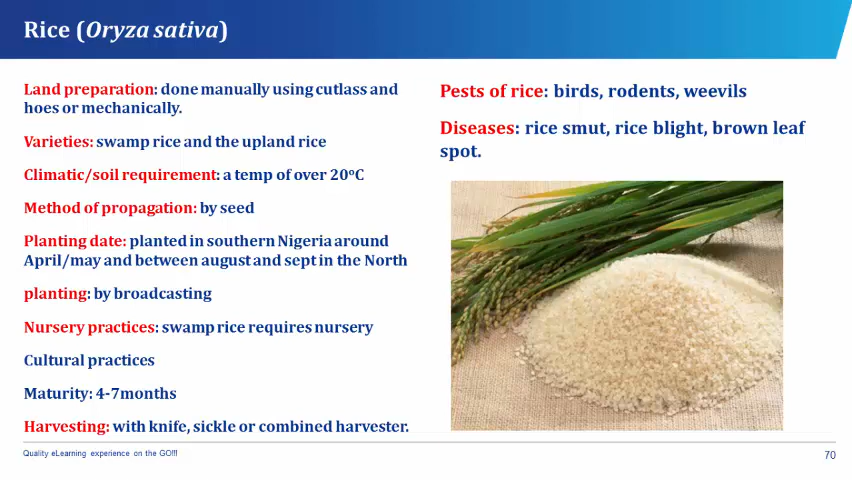 Rice (Oryza sativa)
Land preparation: done manually using cutlass and
hoes or mechanically.
Varieties: swamp rice and the upland rice
Climatic/soil requirement: a temp of over 20oC
Method of propagation: by seed
Planting date: planted in southern Nigeria around
April/may and between august and sept in the North
planting: by broadcasting
Nursery practices: swamp rice requires nursery
Cultural practices
Maturity: 4-7months
Harvesting: with knife, sickle or combined harvester.
Pests of rice: birds, rodents, weevils
Diseases: rice smut, rice blight, brown leaf
spot.
Quality eLearning experience on the GO!!!
70